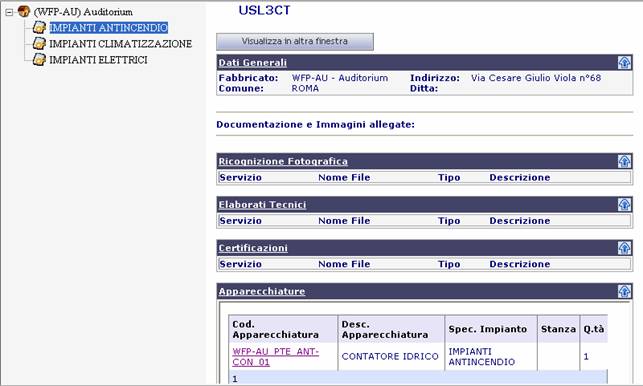 (WFP-AU) Auditorium
IMPIANTI ANTINCENDIO
IMPIANTI CLIMATIZZAZIONE
IMPIANTI ELETTRICI
USL3CT
Visualizza in altra finestra
Dati Generali
Fabbricato: WFP-AU - Auditorium Indirizzo: Via Cesare Giulio Viola n°68
Comune: ROMA Ditta:
Documentazione e Immagini allegate:
Ricognizione Fotografica
Servizio Nome File Tipo Descrizione
Elaborati Tecnici
Servizio Nome File Tipo Descrizione
Certificazioni
Servizio Nome File Tipo Descrizione
Apparecchiature
Cod. Apparecchiatura Desc. Apparecchiatura Spec. Impianto Stanza Q.tà
WFP-AU_PTE_ANT-CON_01 CONTATORE IDRICO IMPIANTI ANTINCENDIO 1
1